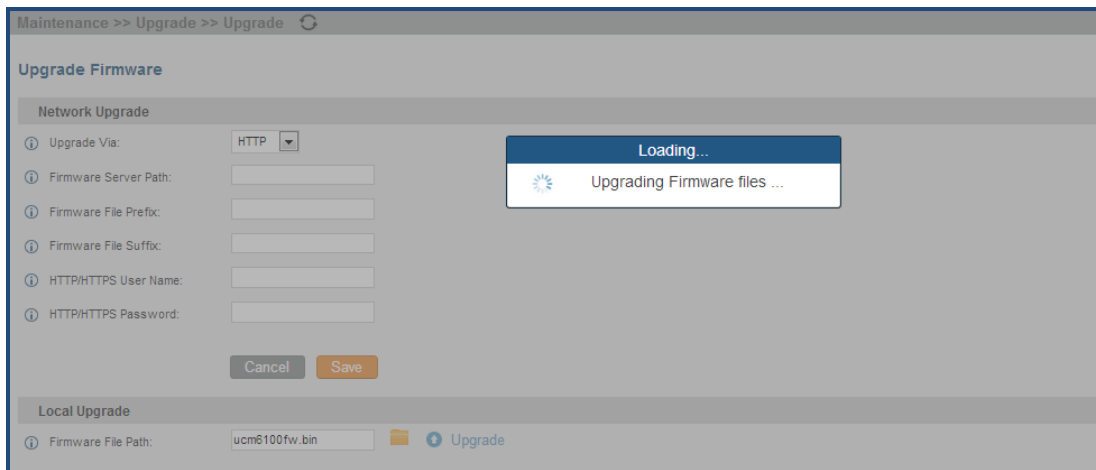 Maintenance >> Upgrade >> Upgrade
Upgrade Firmware
Network Upgrade
Upgrade Via: HTTP
Firmware Server Path:
Firmware File Prefix:
Firmware File Suffix:
HTTP/HTTPS User Name:
HTTP/HTTPS Password:
Loading...
Upgrading Firmware files ...
Cancel Save
Local Upgrade
Firmware File Path: ucm6100fw.bin Upgrade